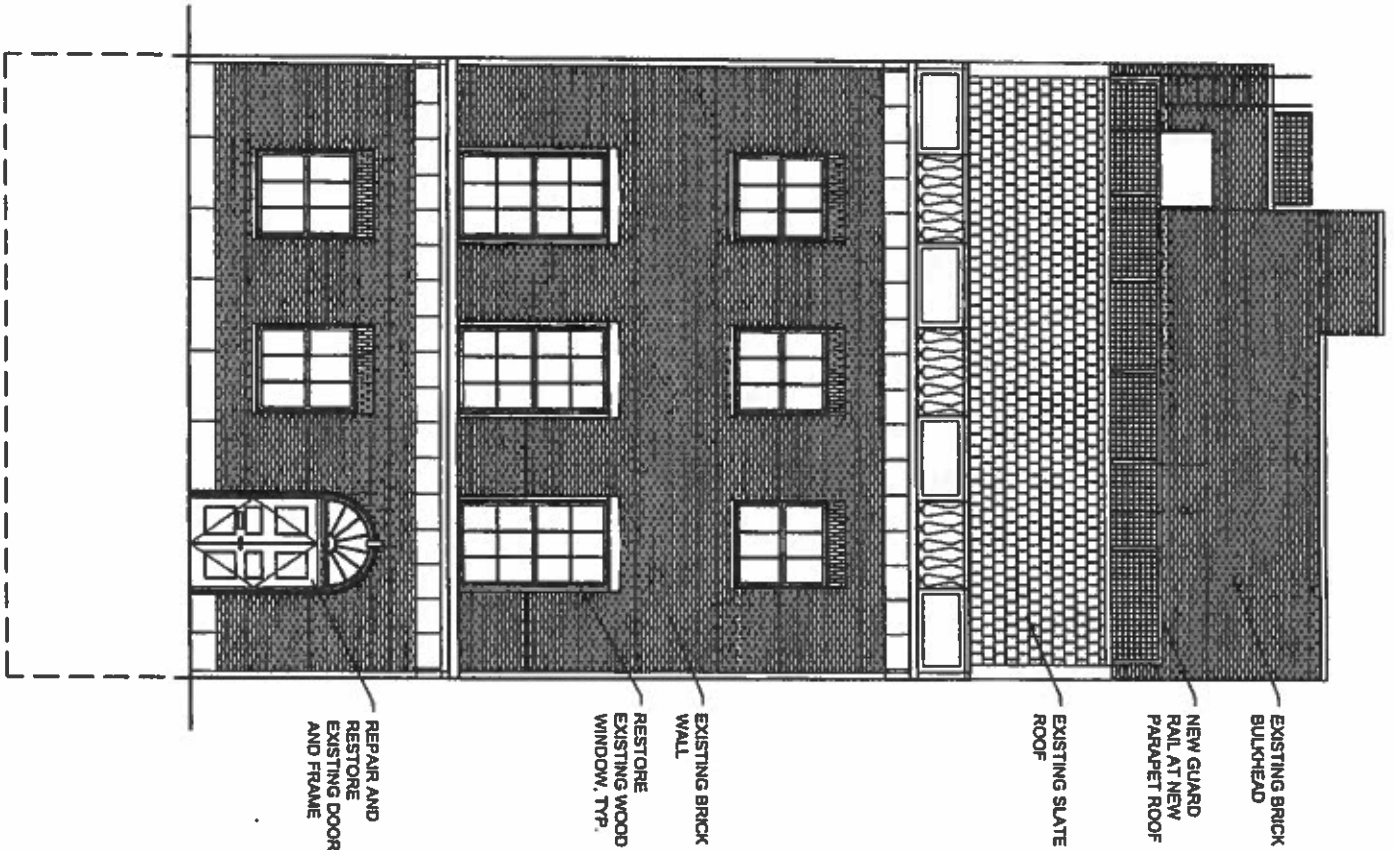 EXISTING BRICK
BULKHEAD
NEW GUARD
RAIL AT NEW
PARAPET ROOF
EXISTING SLATE
ROOF
EXISTING BRICK
WALL
RESTORE
EXISTING WOOD
WINDOW, TYP.
REPAIR AND
RESTORE
EXISTING DOOR
AND FRAME